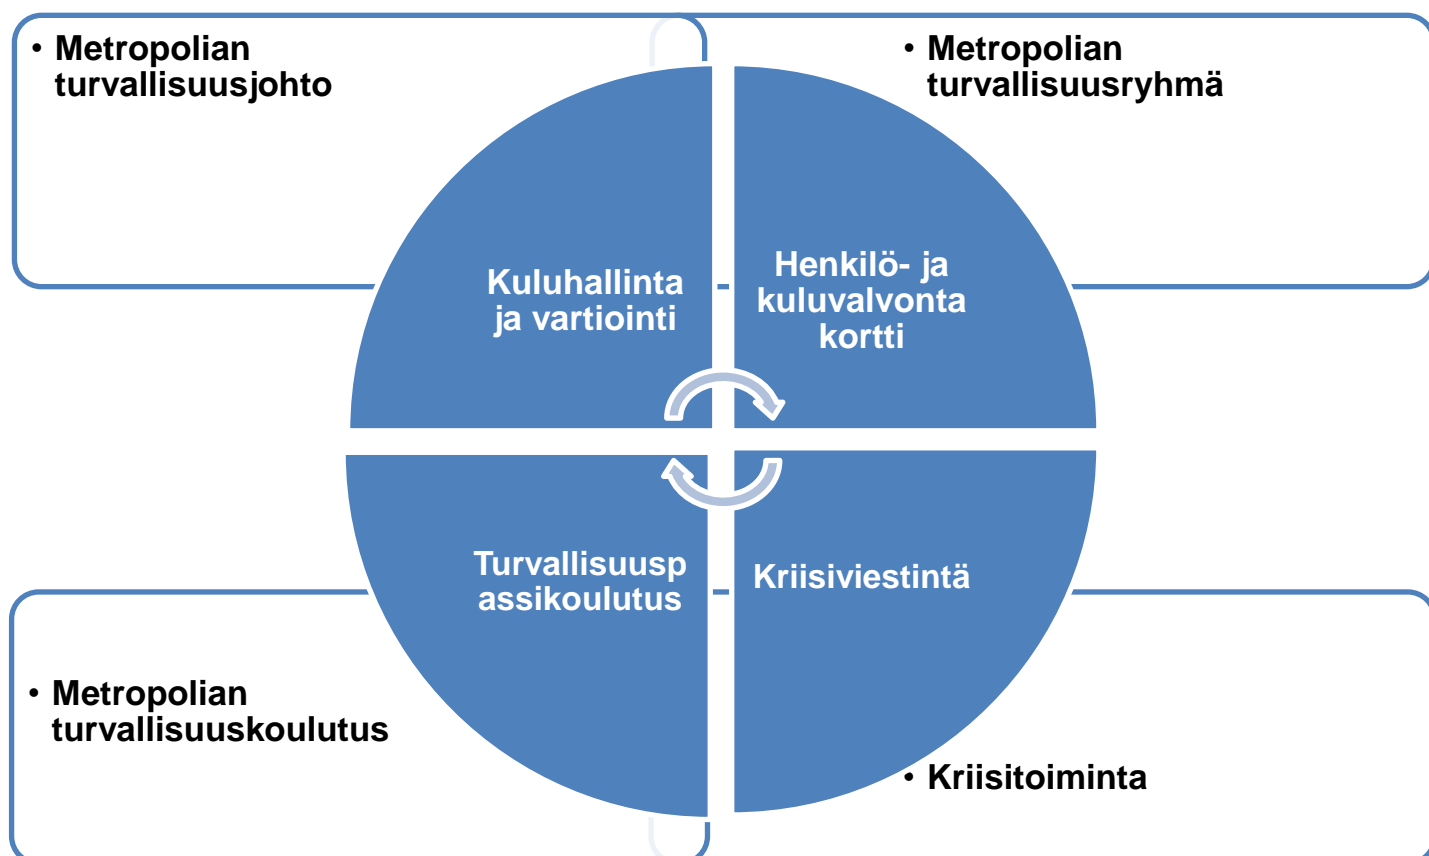 • Metropolian
turvallisuusjohto
• Metropolian
turvallisuusryhmä
Kuluhallinta
ja vartiointi
Henkilö- ja
kuluvalvonta
kortti
Turvallisuusp
assikoulutus
Kriisiviestintä
• Metropolian
turvallisuuskoulutus
• Kriisitoiminta